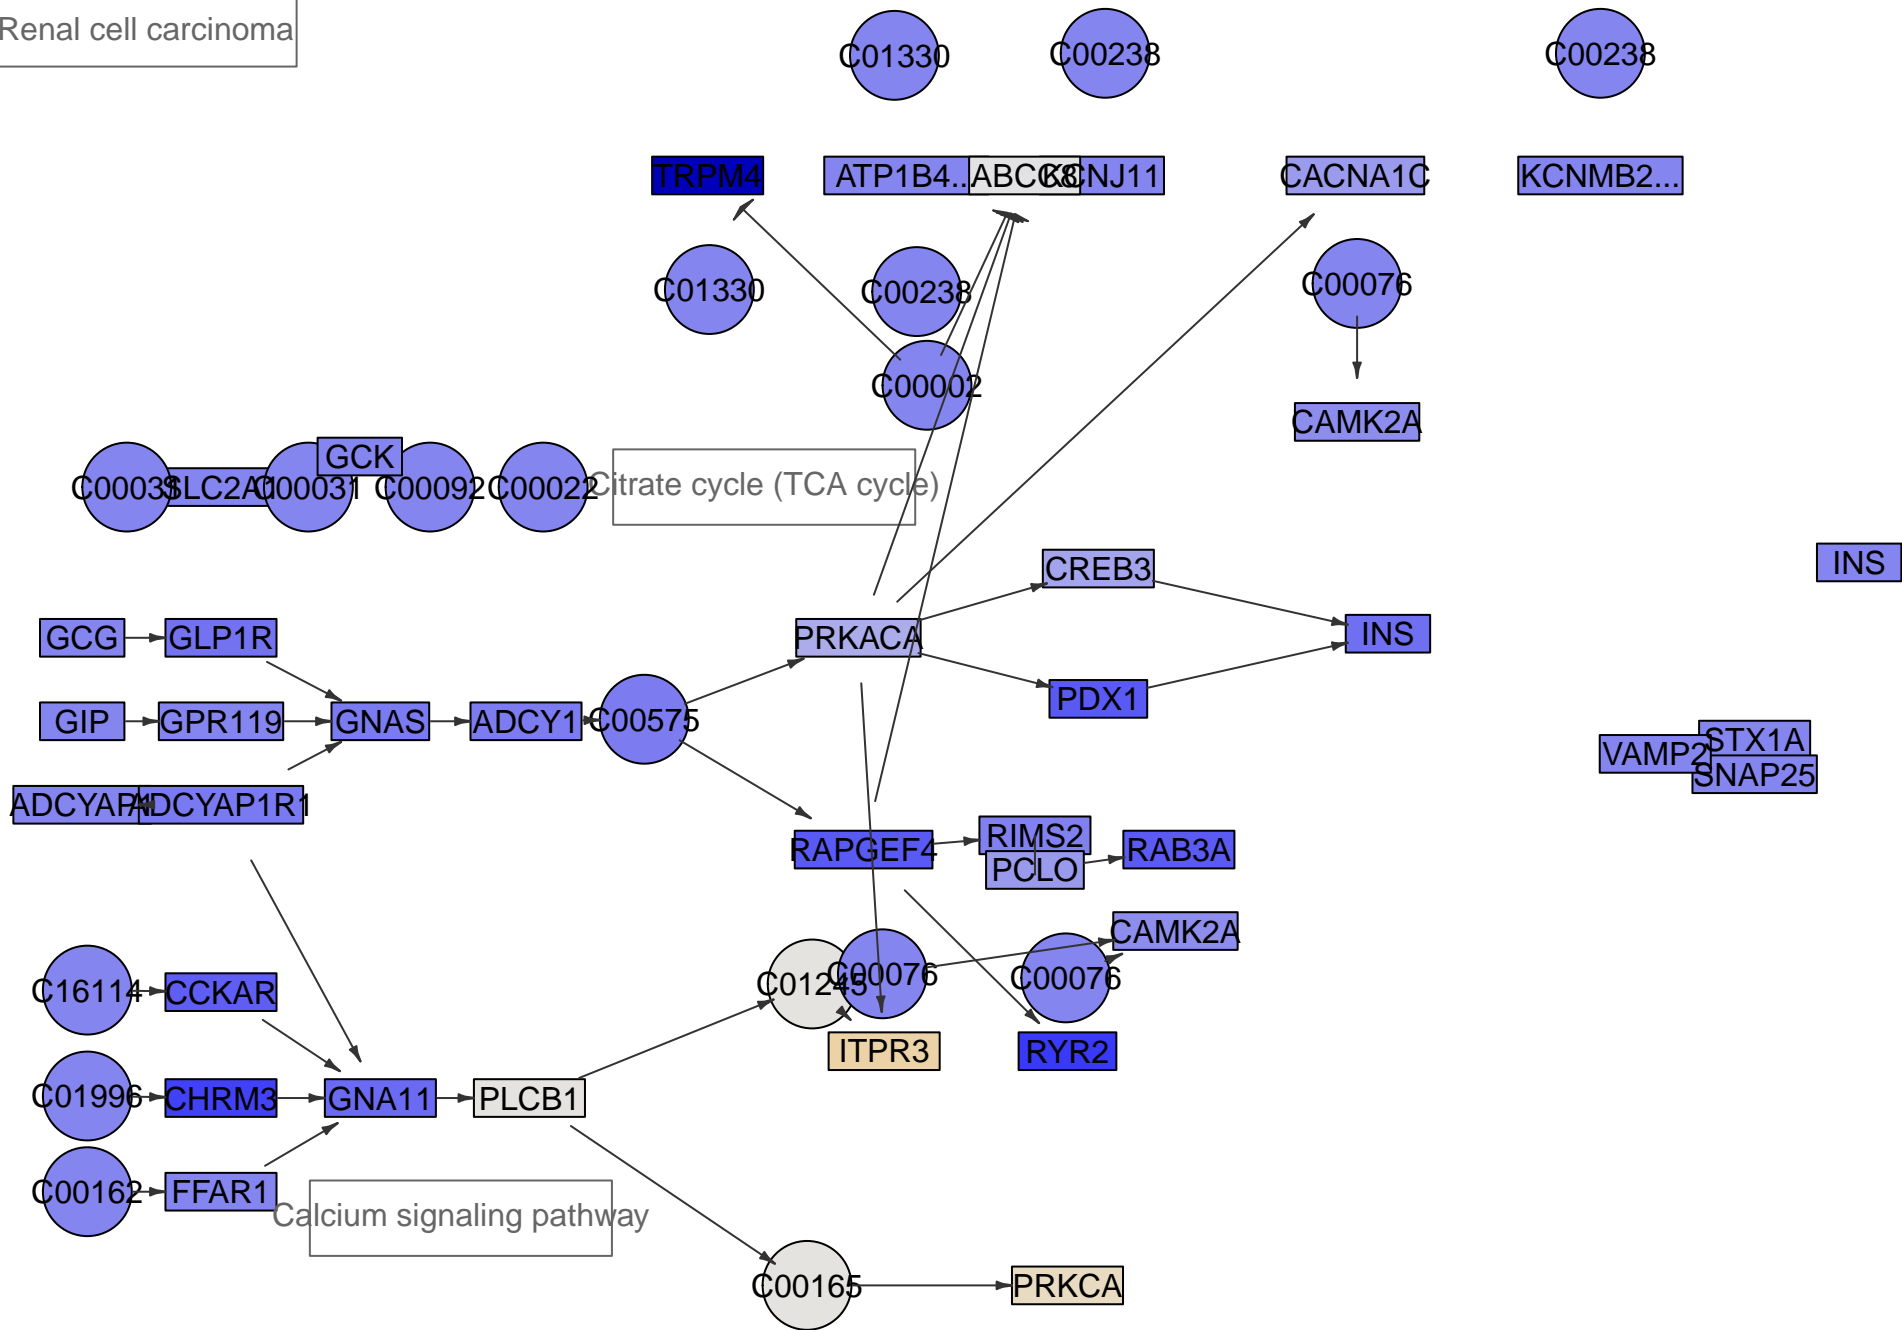 Renal cell carcinoma
C01330
C00238
C00238
TRPM4
ATP1B4...
ABCC8
KCNJ11
CACNA1C
KCNMB2...
C01330
C00238
C00076
C00002
CAMK2A
GCK
C00031
SLC2A1
C00031
C00092
C00022
Citrate cycle (TCA cycle)
CREB3
INS
GCG
GLP1R
PRKACA
INS
GIP
GPR119
GNAS
ADCY1
C00575
PDX1
STX1A
VAMP2
SNAP25
ADCYAP1
ADCYAP1R1
RAPGEF4
RIMS2
PCLO
RAB3A
CAMK2A
C16114
CCKAR
C01245
C00076
C00076
ITPR3
RYR2
C01996
CHRM3
GNA11
PLCB1
C00162
FFAR1
Calcium signaling pathway
C00165
PRKCA